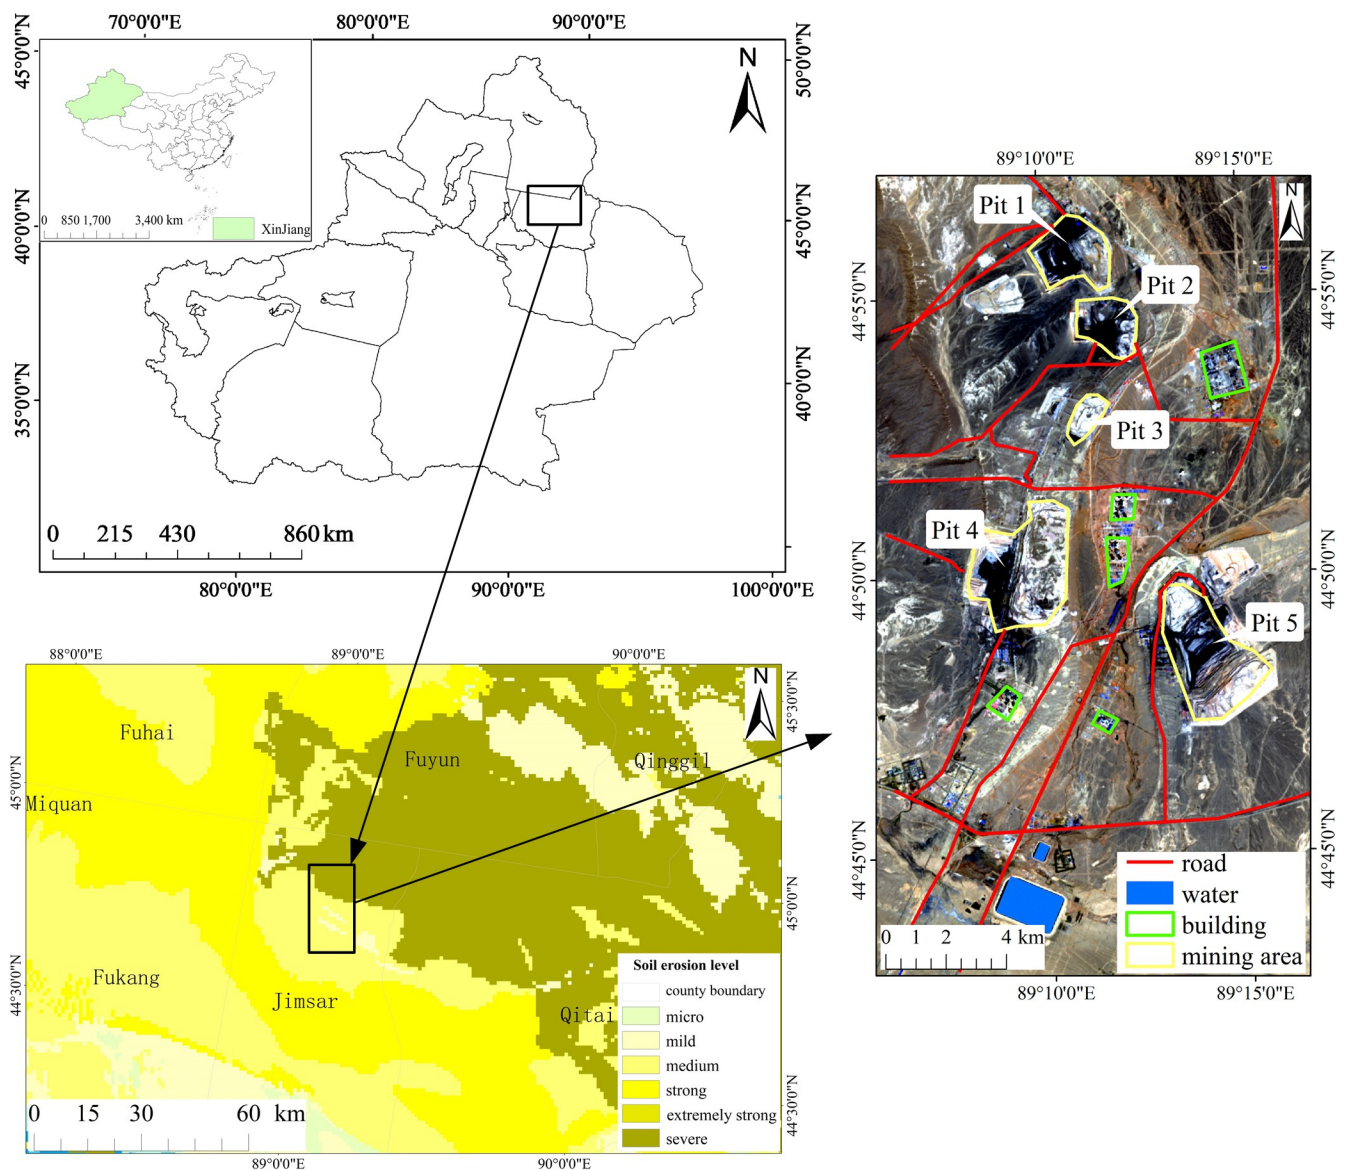 70°0'0"E 80°0'0"E 90°0'0"E
45°0'0"N
40°0'0"N
35°0'0"N
50°0'0"N
45°0'0"N
40°0'0"N
N
0 850 1,700 3,400 km
XinJiang
0 215 430 860 km
80°0'0"E 90°0'0"E 100°0'0"E
88°0'0"E 89°0'0"E 90°0'0"E
45°0'0"N
44°30'0"N
45°30'0"N
45°0'0"N
44°30'0"N
N
Fuhai
Fuyun
Qinggil
Miquan
Fukang
Jimsar
Qitai
Soil erosion level
county boundary
micro
mild
medium
strong
extremely strong
severe
0 15 30 60 km
89°0'0"E 90°0'0"E
89°10'0"E 89°15'0"E
44°55'0"N
44°50'0"N
44°45'0"N
44°55'0"N
44°50'0"N
44°45'0"N
N
Pit 1
Pit 2
Pit 3
Pit 4
Pit 5
road
water
building
mining area
0 1 2 4 km
89°10'0"E 89°15'0"E